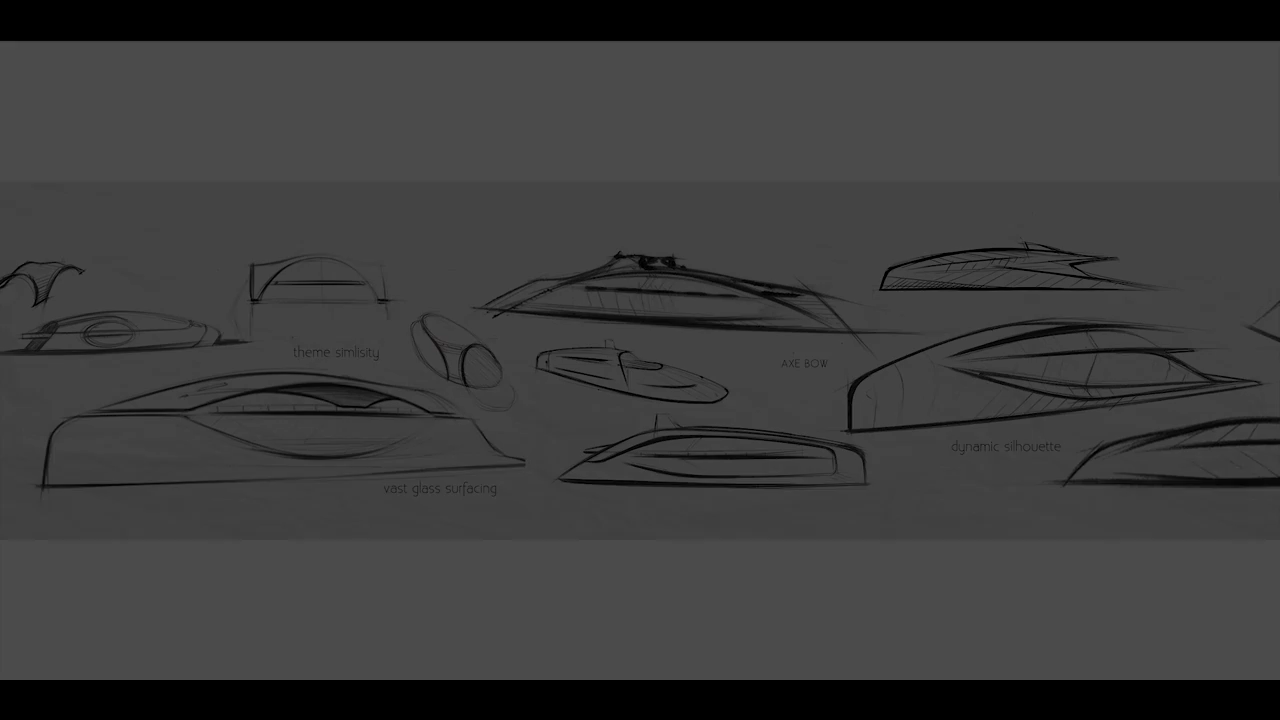 theme simlisity
AXE BOW
dynamic silhouette
vast glass surfacing